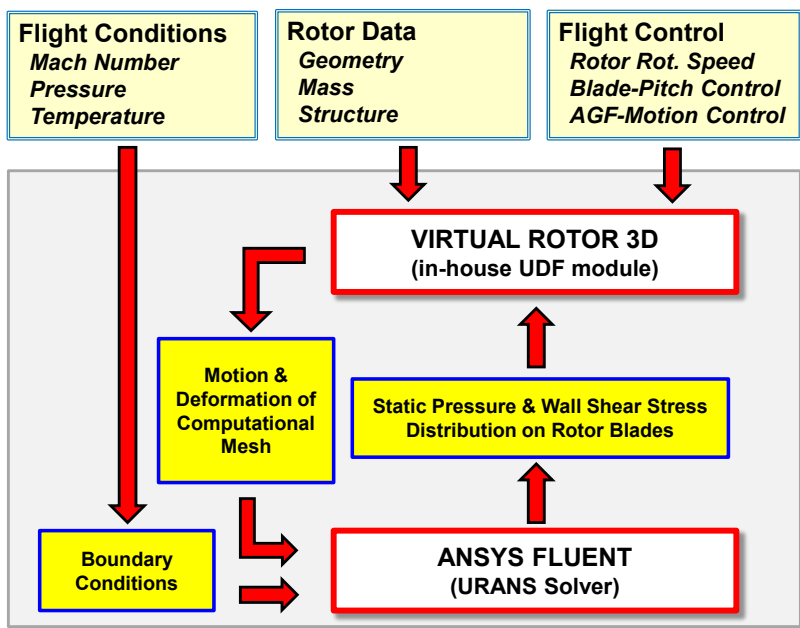 Flight Conditions
Mach Number
Pressure
Temperature
Rotor Data
Geometry
Mass
Structure
Flight Control
Rotor Rot. Speed
Blade-Pitch Control
AGF-Motion Control
VIRTUAL ROTOR 3D
(in-house UDF module)
Motion &
Deformation of
Computational
Mesh
Static Pressure & Wall Shear Stress
Distribution on Rotor Blades
Boundary
Conditions
ANSYS FLUENT
(URANS Solver)